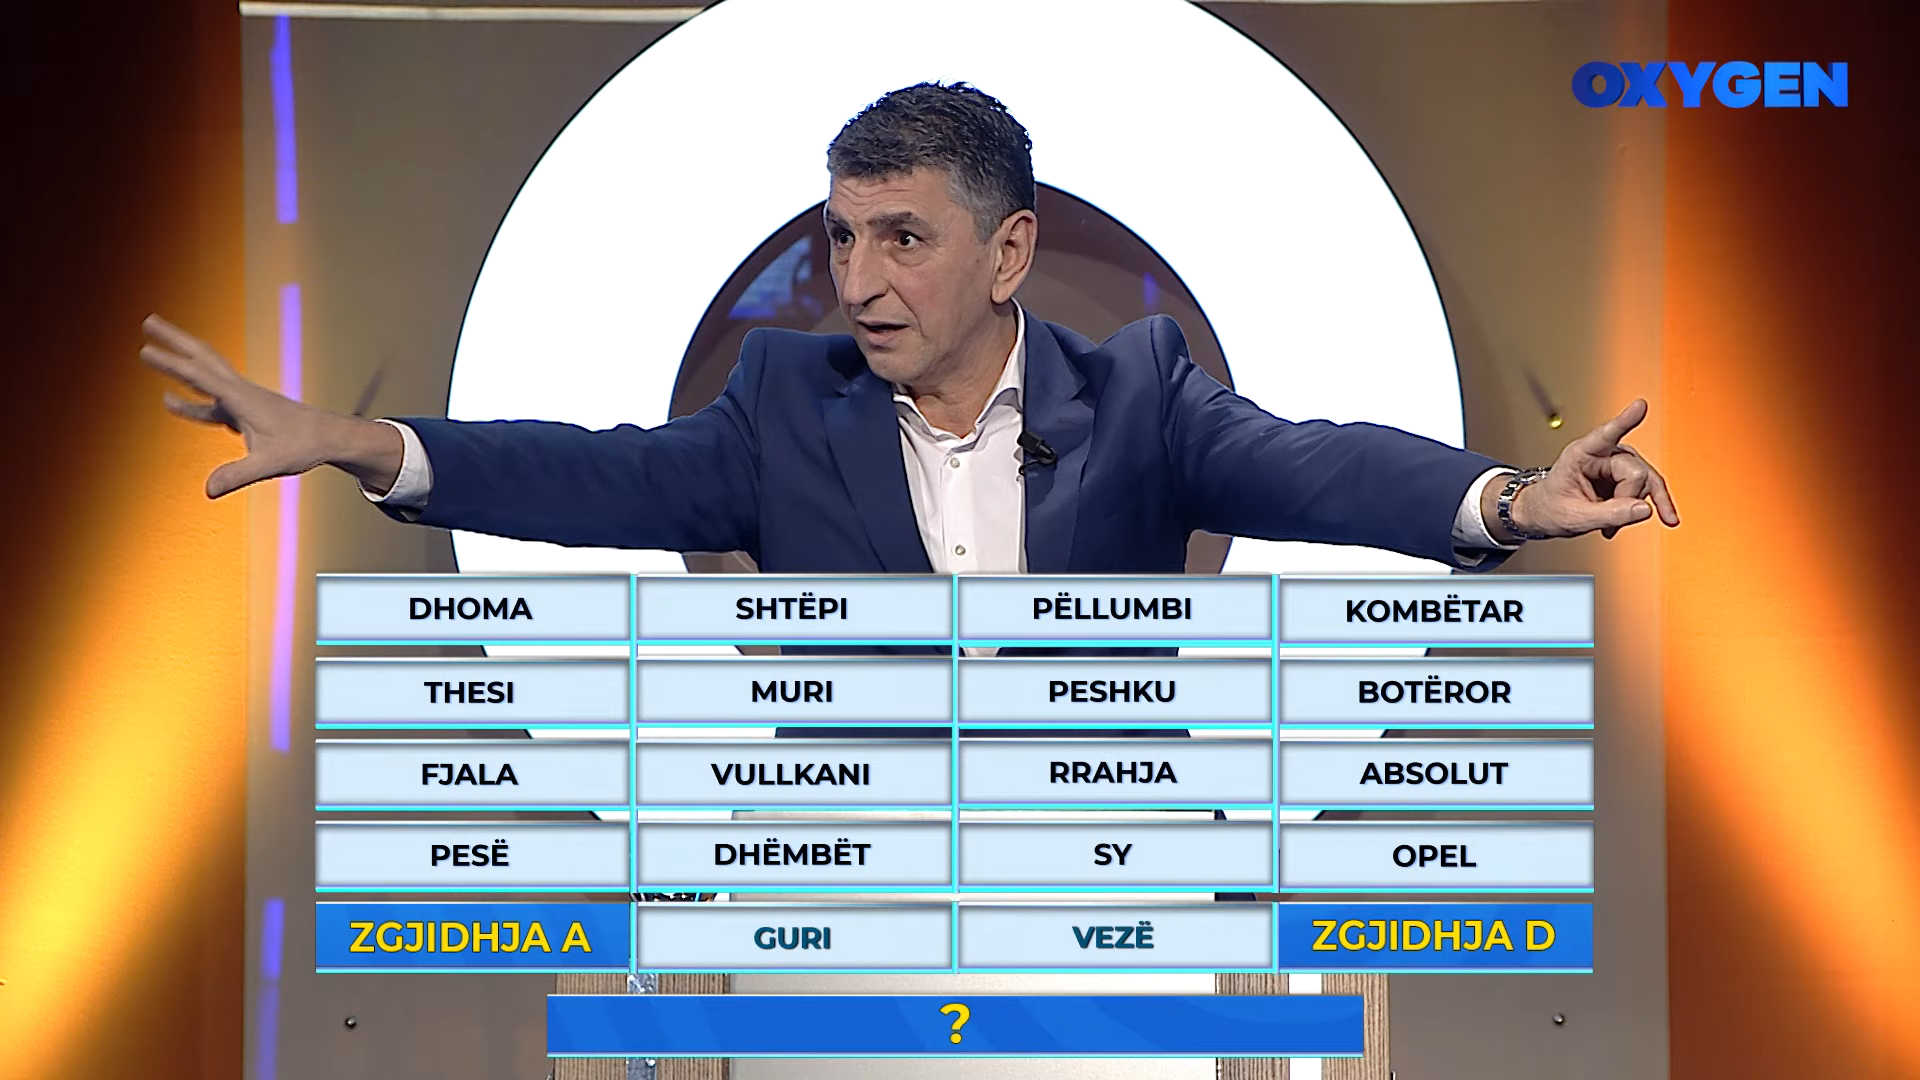 OXYGEN
DHOMA SHTËPI PËLLUMBI KOMBËTAR
THESI MURI PESHKU BOTËROR
FJALA VULLKANI RRAHJA ABSOLUT
PESË DHËMBËT SY OPEL
ZGJIDHJA A GURI VEZË ZGJIDHJA D
?